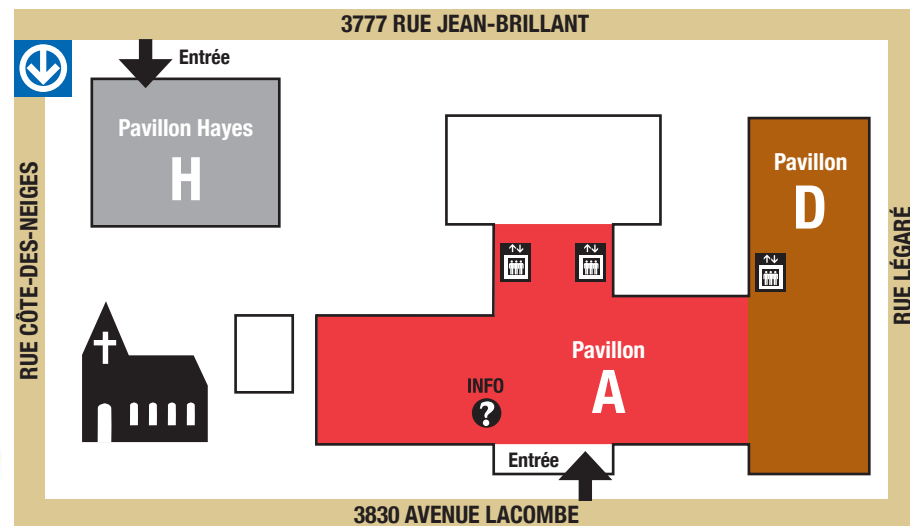 3777 RUE JEAN-BRILLANT
Entrée
Pavillon Hayes
H
Pavillon
D
RUE CÔTE-DES-NEIGES
RUE LÉGARÉ
Pavillon
A
INFO
?
Entrée
3830 AVENUE LACOMBE